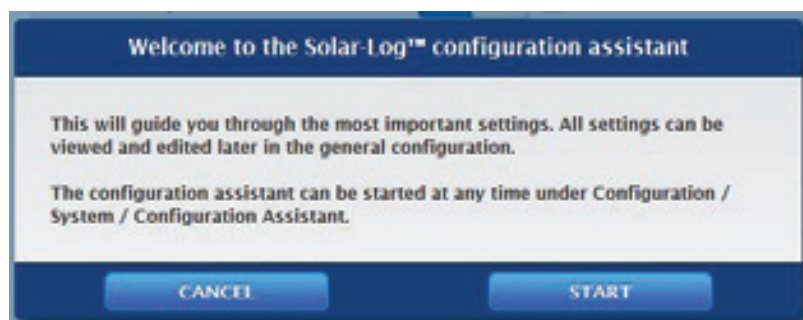 Welcome to the Solar-Log™ configuration assistant
This will guide you through the most important settings. All settings can be
viewed and edited later in the general configuration.
The configuration assistant can be started at any time under Configuration /
System / Configuration Assistant.
CANCEL
START